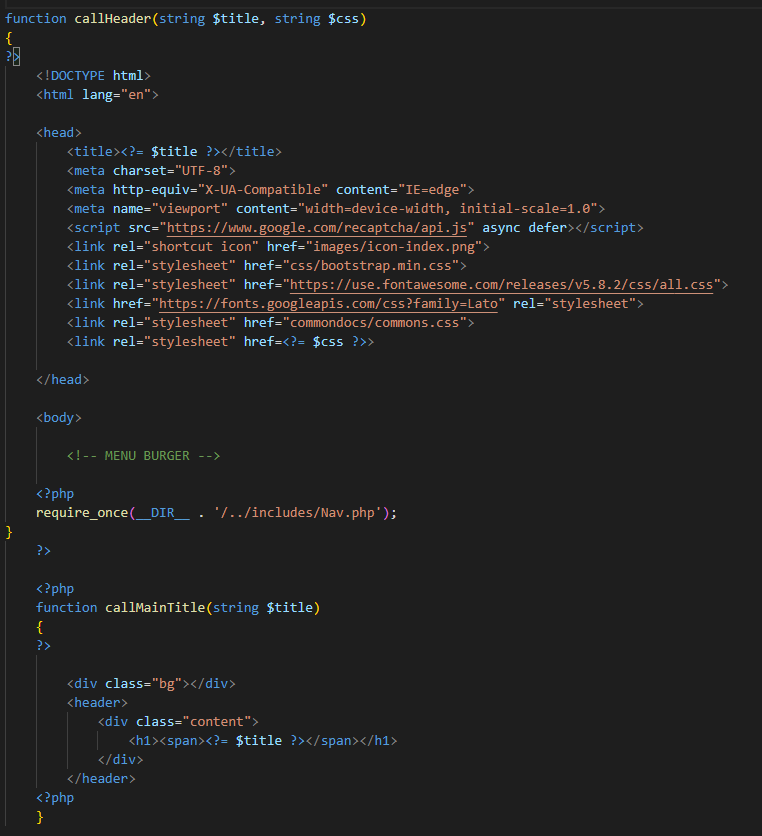 function callHeader(string $title, string $css)
{
?>
<!DOCTYPE html>
<html lang="en">
<head>
<title><?= $title ?></title>
<meta charset="UTF-8">
<meta http-equiv="X-UA-Compatible" content="IE=edge">
<meta name="viewport" content="width=device-width, initial-scale=1.0">
<script src="https://www.google.com/recaptcha/api.js" async defer></script>
<link rel="shortcut icon" href="images/icon-index.png">
<link rel="stylesheet" href="css/bootstrap.min.css">
<link rel="stylesheet" href="https://use.fontawesome.com/releases/v5.8.2/css/all.css">
<link href="https://fonts.googleapis.com/css?family=Lato" rel="stylesheet">
<link rel="stylesheet" href="commondocs/commons.css">
<link rel="stylesheet" href=<?= $css ?>>
</head>
<body>
<!-- MENU BURGER -->
<?php
require_once(__DIR__ . '/../includes/Nav.php');
}
?>
<?php
function callMainTitle(string $title)
{
?>
<div class="bg"></div>
<header>
<div class="content">
<h1><span><?= $title ?></span></h1>
</div>
</header>
<?php
}